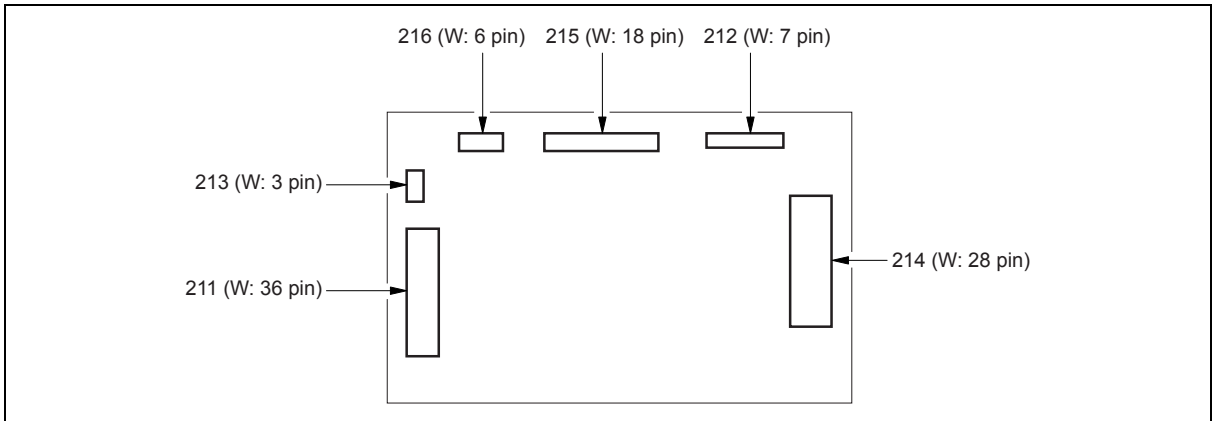 216 (W: 6 pin) 215 (W: 18 pin) 212 (W: 7 pin)
213 (W: 3 pin)
214 (W: 28 pin)
211 (W: 36 pin)